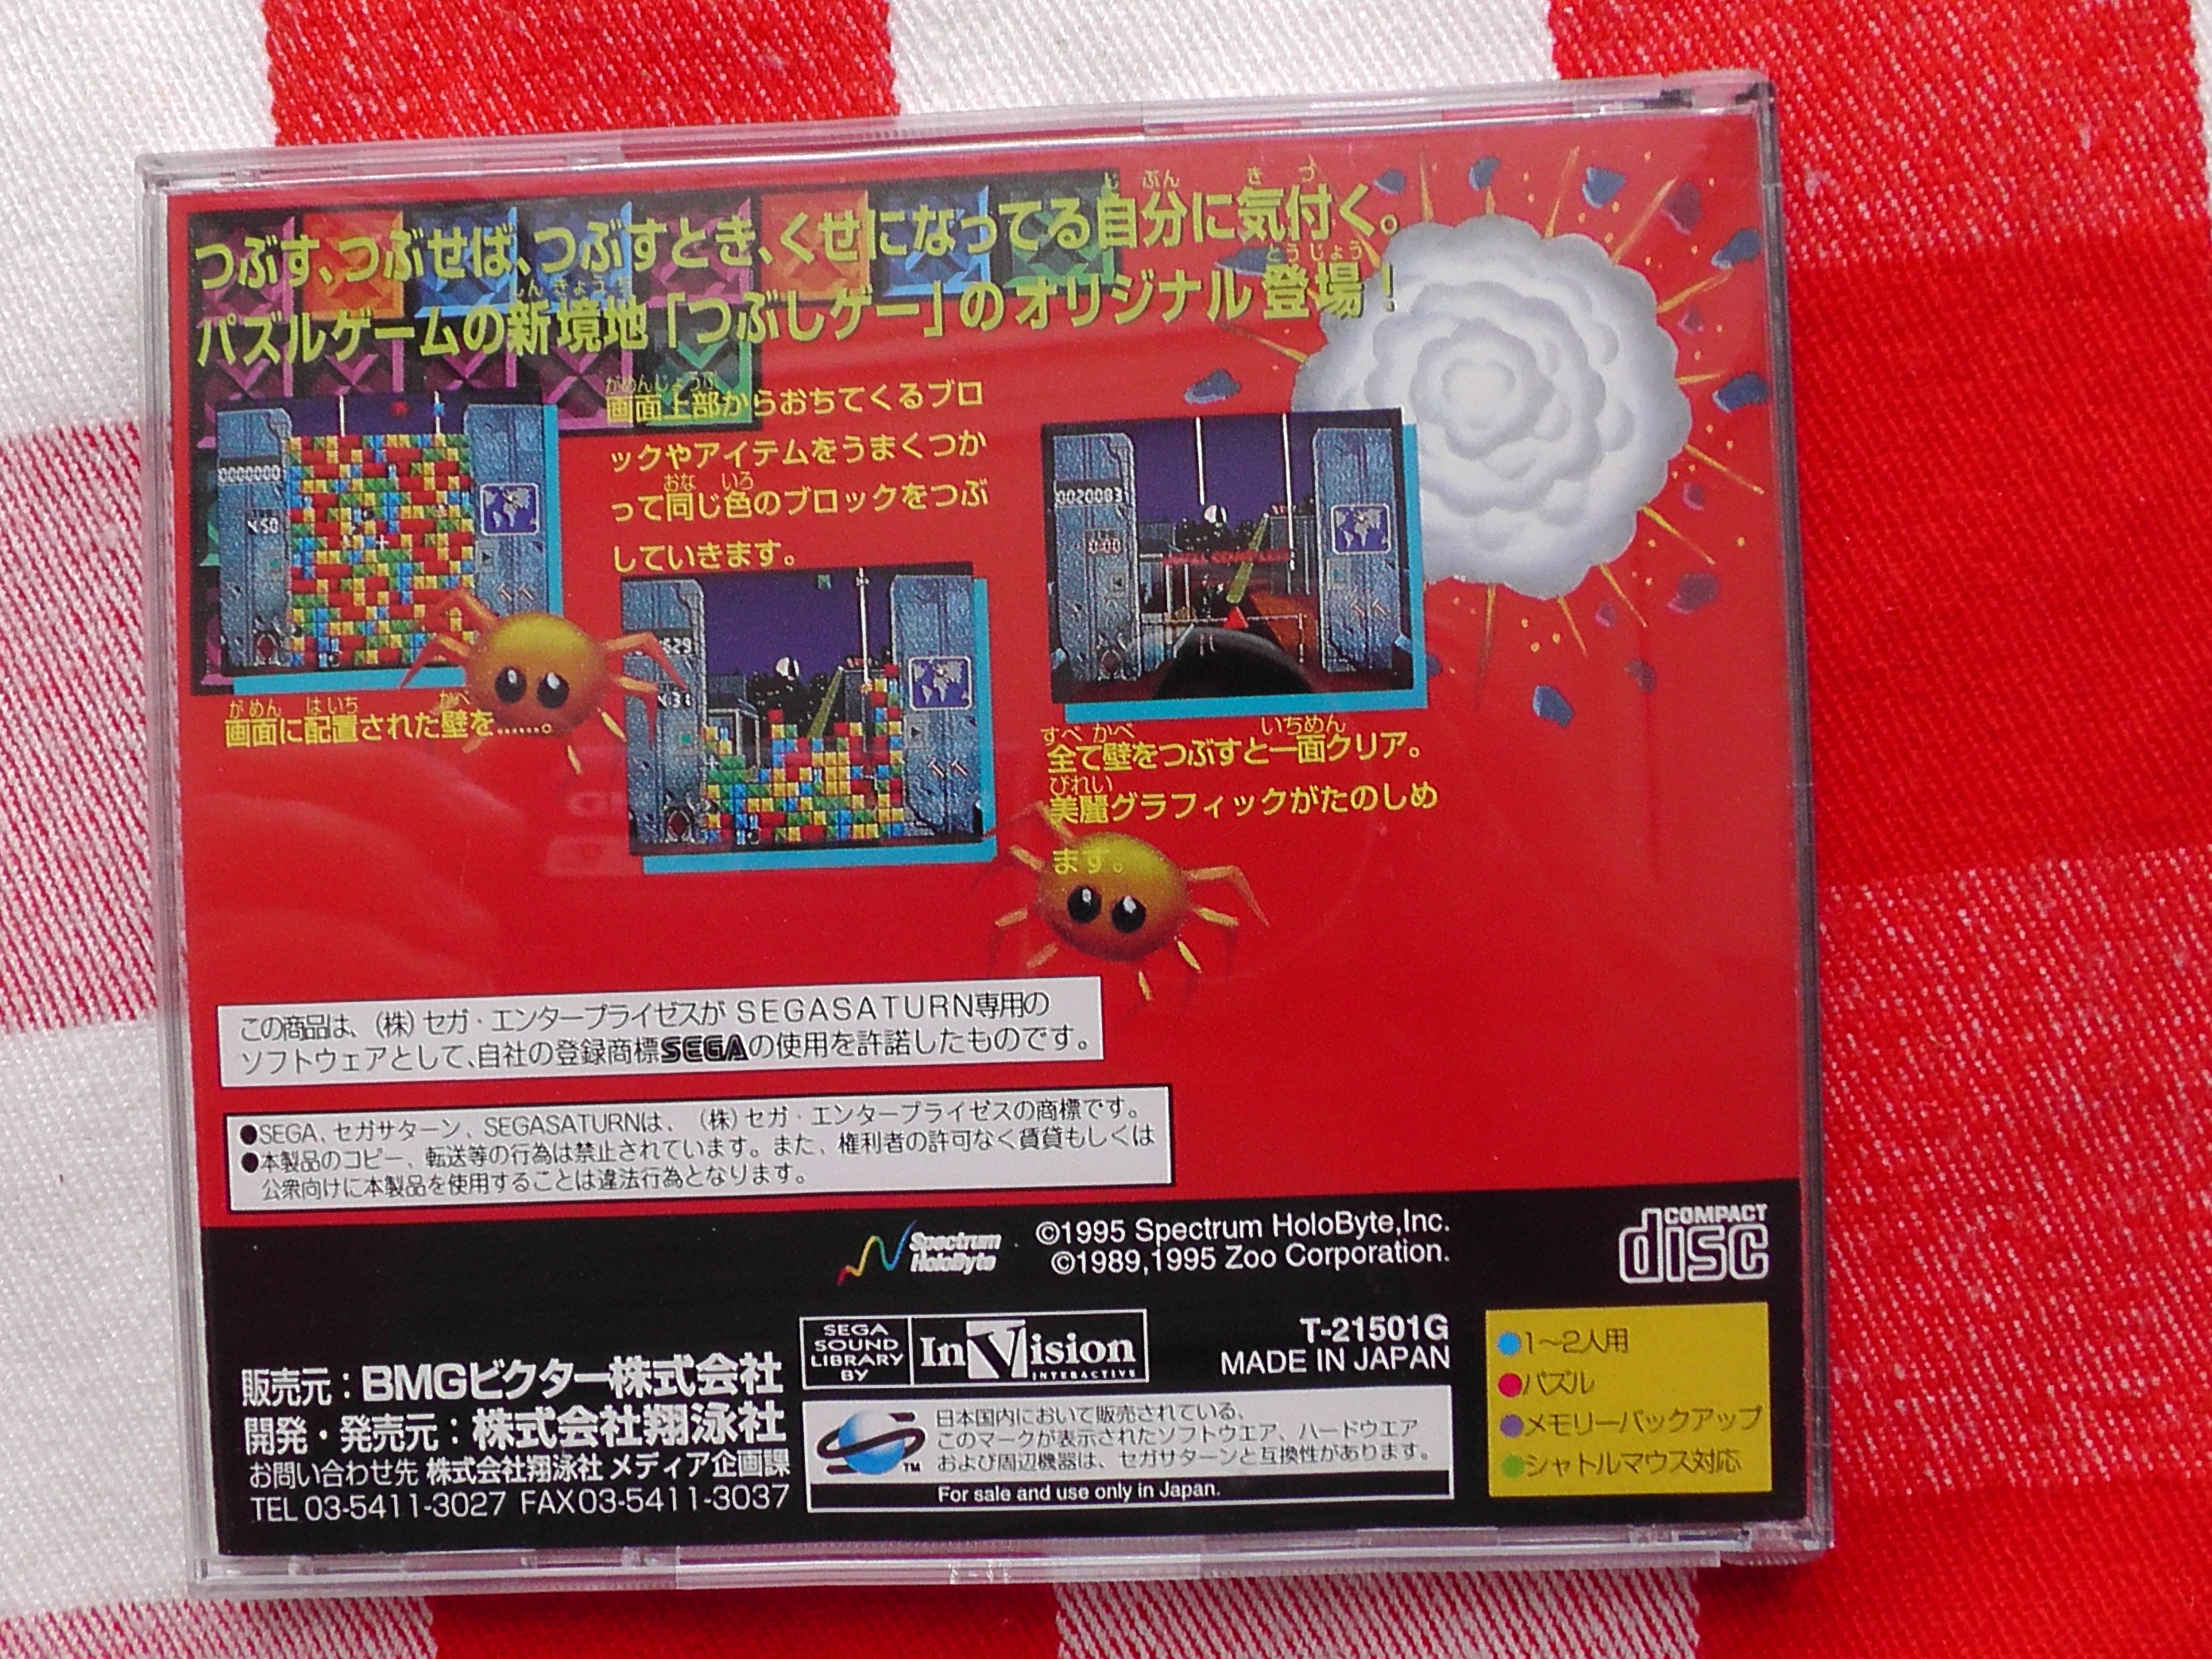 つぶす、つぶせば、つぶすとき、くせになってる自分に気付く。
パズルゲームの新境地「つぶしゲー」のオリジナル登場！
画面上部からおちてくるブロ
ックやアイテムをうまくつか
って同じ色のブロックをつぶ
していきます。
画面に配置された壁を……。
全て壁をつぶすと一面クリア。
美麗グラフィックがたのしめ
ます。
この商品は、（株）セガ・エンタープライゼスが SEGASATURN専用の
ソフトウェアとして、自社の登録商標SEGAの使用を許諾したものです。
●SEGA、セガサターン、SEGASATURNは、（株）セガ・エンタープライゼスの商標です。
●本製品のコピー、転送等の行為は禁止されています。また、権利者の許可なく賃貸もしくは
公衆向けに本製品を使用することは違法行為となります。
Spectrum HoloByte
©1995 Spectrum HoloByte,Inc.
©1989,1995 Zoo Corporation.
COMPACT disc
SEGA SOUND LIBRARY BY
InVision INTERACTIVE
T-21501G
MADE IN JAPAN
販売元：BMGビクター株式会社
開発・発売元：株式会社翔泳社
お問い合わせ先 株式会社翔泳社 メディア企画課
TEL 03-5411-3027 FAX03-5411-3037
日本国内において販売されている、
このマークが表示されたソフトウエア、ハードウエア
および周辺機器は、セガサターンと互換性があります。
TM
For sale and use only in Japan.
●1〜2人用
●パズル
●メモリーバックアップ
●シャトルマウス対応